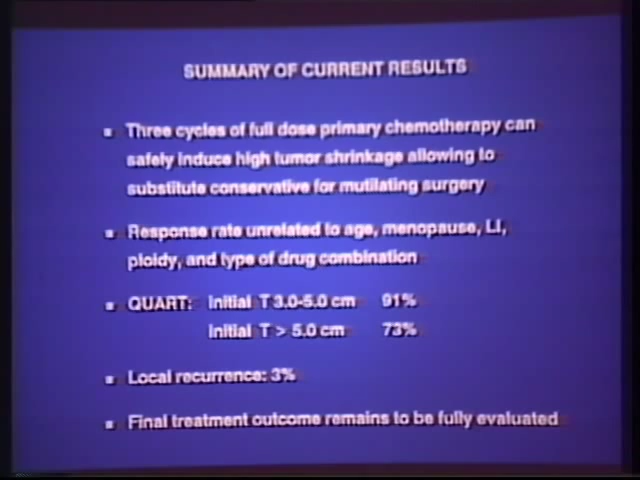 SUMMARY OF CURRENT RESULTS
▪ Three cycles of full dose primary chemotherapy can
safely induce high tumor shrinkage allowing to
substitute conservative for mutilating surgery
▪ Response rate unrelated to age, menopause, LI,
ploidy, and type of drug combination
▪ QUART: Initial T 3.0-5.0 cm 91%
Initial T > 5.0 cm 73%
▪ Local recurrence: 3%
▪ Final treatment outcome remains to be fully evaluated